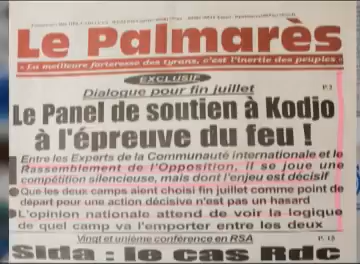 Le Palmarès
« La meilleure forteresse des tyrans, c'est l'inertie des peuples »
EXCLUSIF
Dialogue pour fin juillet
P.3
Le Panel de soutien à Kodjo
à l'épreuve du feu !
Entre les Experts de la Communauté internationale et le
Rassemblement de l'Opposition, il se joue une
compétition silencieuse, mais dont l'enjeu est décisif
Que les deux camps aient choisi fin juillet comme point de
départ pour une action décisive n'est pas un hasard
L'opinion nationale attend de voir la logique
de quel camp va l'emporter entre les deux
Vingt et unième conférence en RSA
P. 15
Sida : le cas Rdc